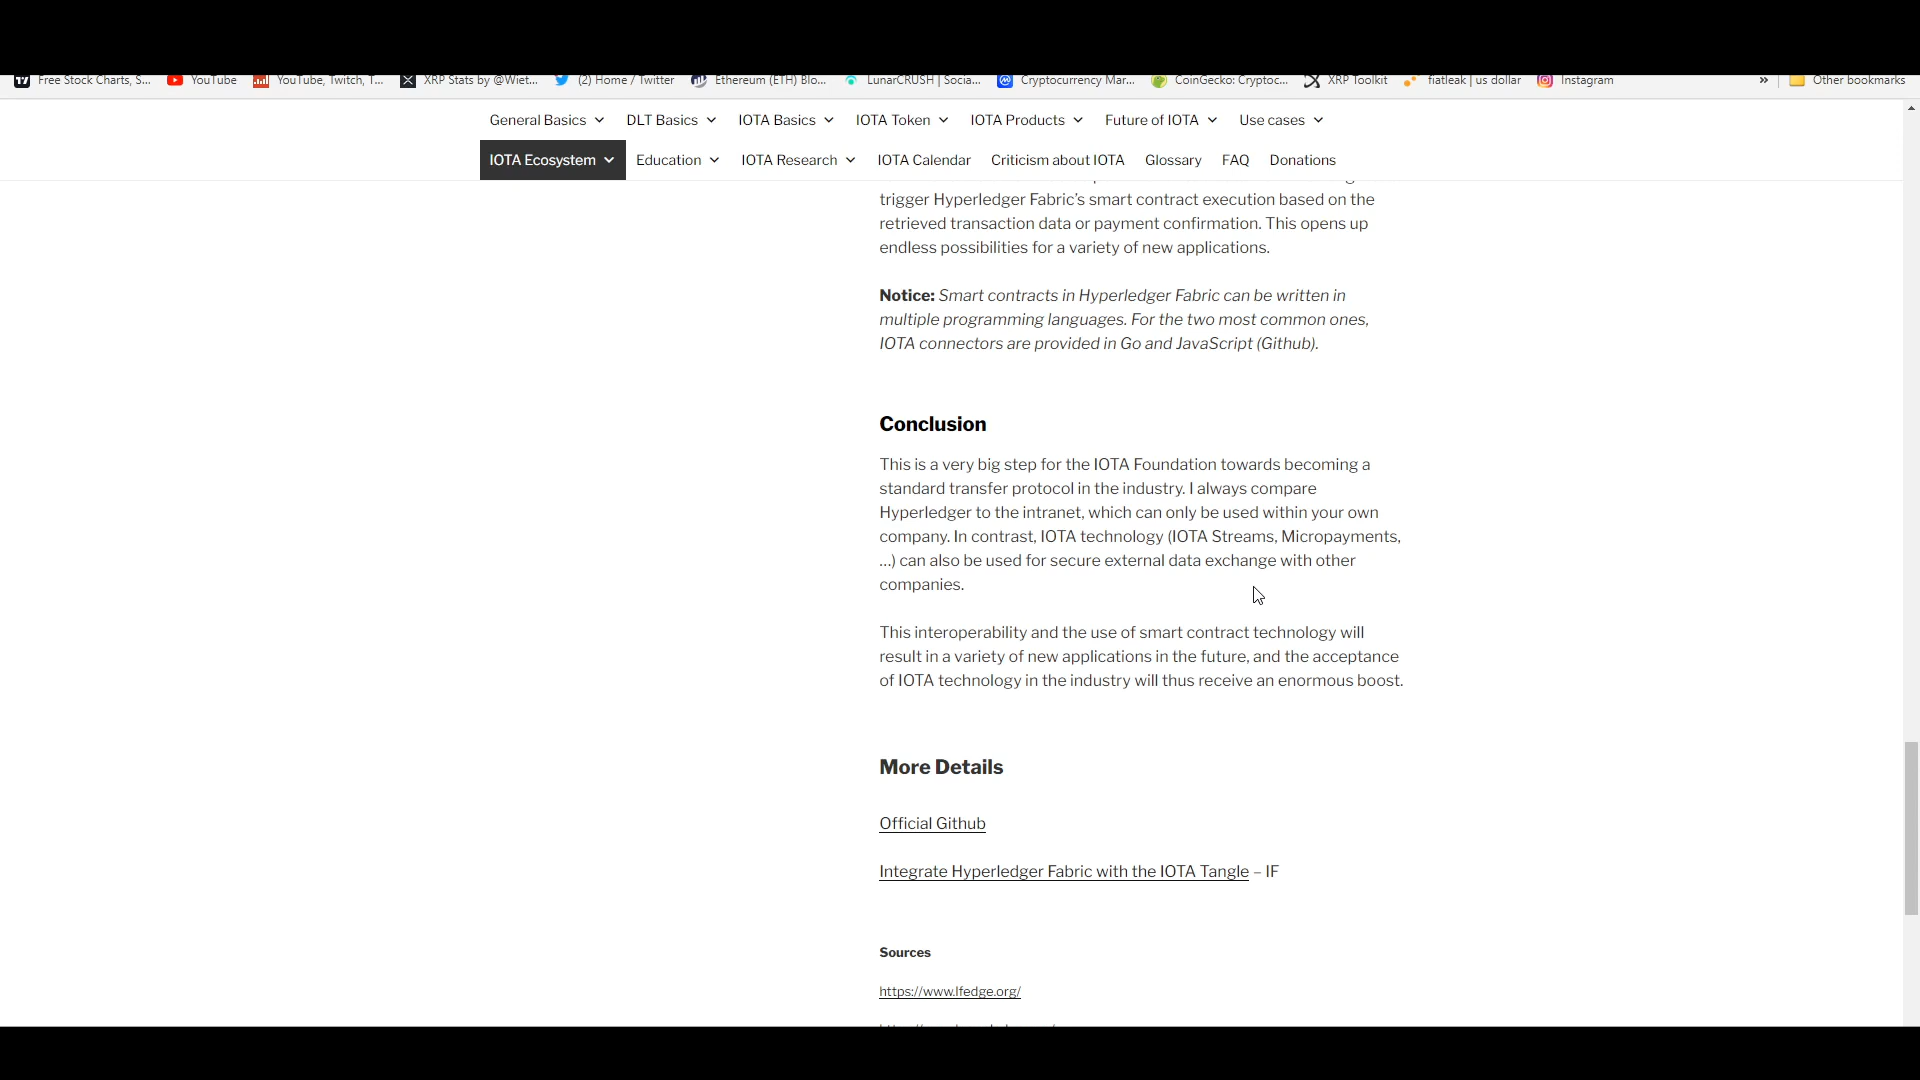 Free Stock Charts, S...
YouTube
YouTube, Twitch, T...
XRP Stats by @Wiet...
(2) Home / Twitter
Ethereum (ETH) Blo...
LunarCRUSH | Socia...
Cryptocurrency Mar...
CoinGecko: Cryptoc...
XRP Toolkit
fiatleak | us dollar
Instagram
»
Other bookmarks
General Basics
DLT Basics
IOTA Basics
IOTA Token
IOTA Products
Future of IOTA
Use cases
IOTA Ecosystem
Education
IOTA Research
IOTA Calendar
Criticism about IOTA
Glossary
FAQ
Donations
trigger Hyperledger Fabric's smart contract execution based on the
retrieved transaction data or payment confirmation. This opens up
endless possibilities for a variety of new applications.
Notice: Smart contracts in Hyperledger Fabric can be written in
multiple programming languages. For the two most common ones,
IOTA connectors are provided in Go and JavaScript (Github).
Conclusion
This is a very big step for the IOTA Foundation towards becoming a
standard transfer protocol in the industry. I always compare
Hyperledger to the intranet, which can only be used within your own
company. In contrast, IOTA technology (IOTA Streams, Micropayments,
…) can also be used for secure external data exchange with other
companies.
This interoperability and the use of smart contract technology will
result in a variety of new applications in the future, and the acceptance
of IOTA technology in the industry will thus receive an enormous boost.
More Details
Official Github
Integrate Hyperledger Fabric with the IOTA Tangle – IF
Sources
https://www.lfedge.org/